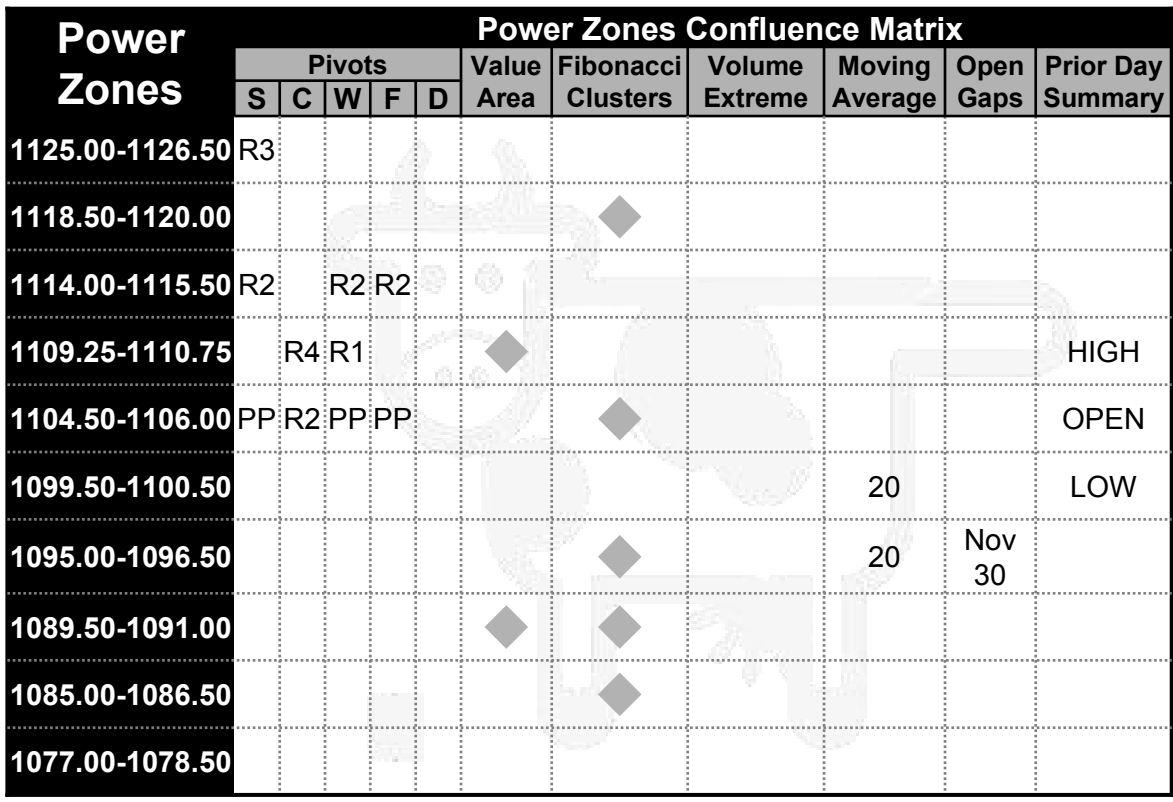 Power Zones
Power Zones Confluence Matrix
Pivots Value Area Fibonacci Clusters Volume Extreme Moving Average Open Gaps Prior Day Summary
S C W F D
1125.00-1126.50 R3
1118.50-1120.00
1114.00-1115.50 R2 R2 R2
1109.25-1110.75 R4 R1 HIGH
1104.50-1106.00 PP R2 PP PP OPEN
1099.50-1100.50 20 LOW
1095.00-1096.50 20 Nov 30
1089.50-1091.00
1085.00-1086.50
1077.00-1078.50